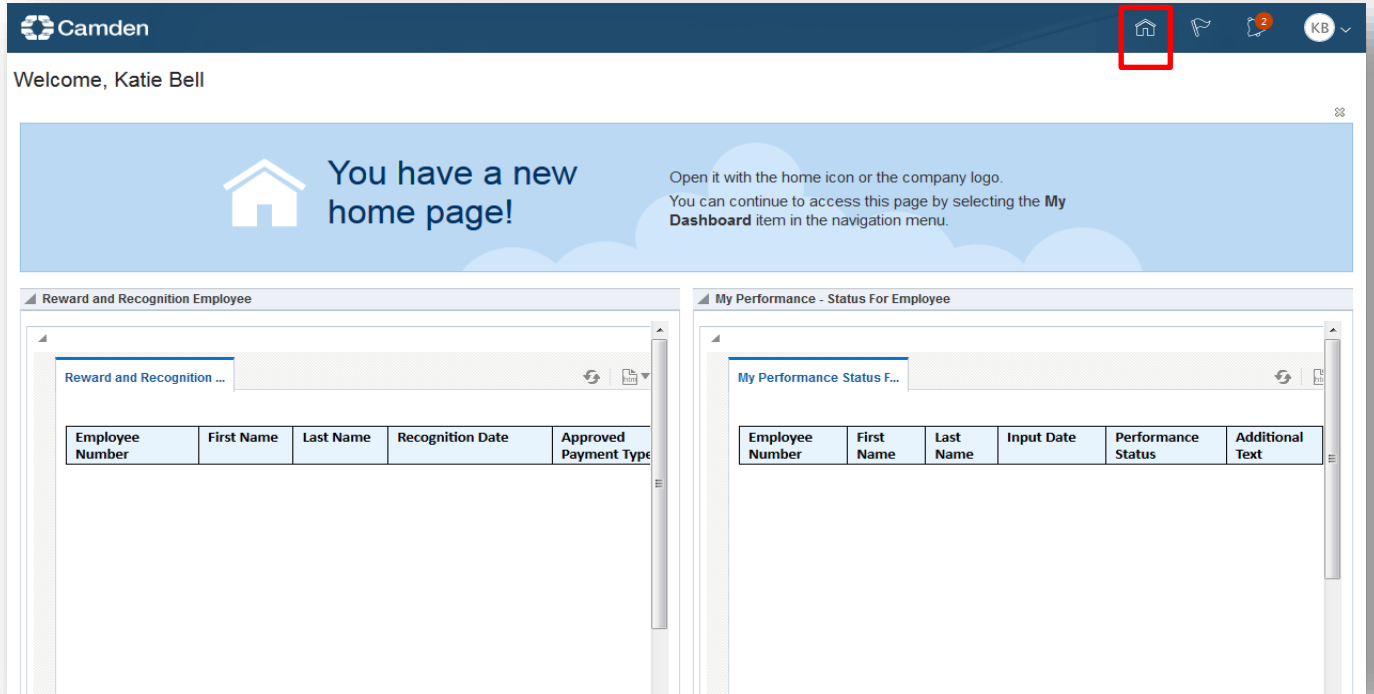 Camden
2
KB
Welcome, Katie Bell
You have a new
home page!
Open it with the home icon or the company logo.
You can continue to access this page by selecting the My
Dashboard item in the navigation menu.
Reward and Recognition Employee
Reward and Recognition ...
Employee Number First Name Last Name Recognition Date Approved Payment Type
My Performance - Status For Employee
My Performance Status F...
Employee Number First Name Last Name Input Date Performance Status Additional Text